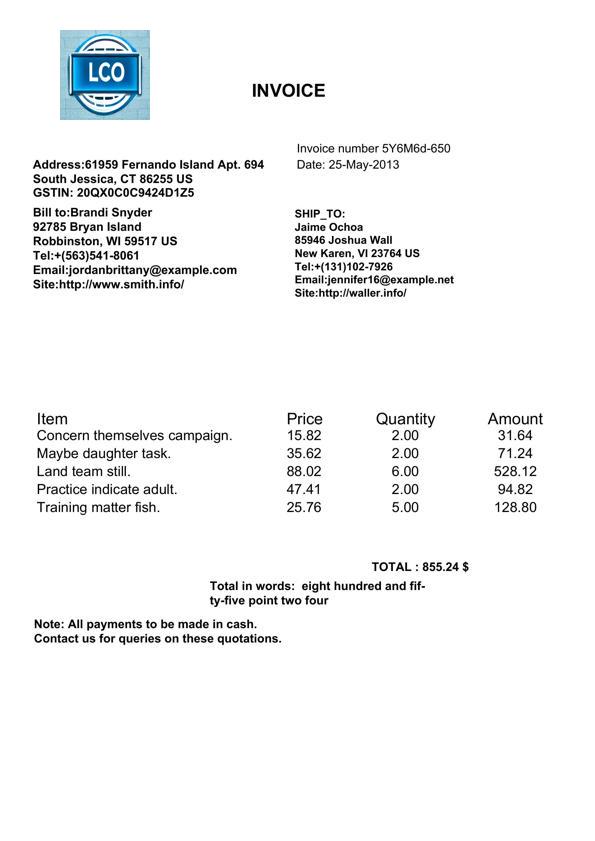 LCO
INVOICE
Invoice number 5Y6M6d-650
Date: 25-May-2013
Address:61959 Fernando Island Apt. 694
South Jessica, CT 86255 US
GSTIN: 20QX0C0C9424D1Z5
Bill to:Brandi Snyder
92785 Bryan Island
Robbinston, WI 59517 US
Tel:+(563)541-8061
Email:jordanbrittany@example.com
Site:http://www.smith.info/
SHIP_TO:
Jaime Ochoa
85946 Joshua Wall
New Karen, VI 23764 US
Tel:+(131)102-7926
Email:jennifer16@example.net
Site:http://waller.info/
Item Price Quantity Amount
Concern themselves campaign. 15.82 2.00 31.64
Maybe daughter task. 35.62 2.00 71.24
Land team still. 88.02 6.00 528.12
Practice indicate adult. 47.41 2.00 94.82
Training matter fish. 25.76 5.00 128.80
TOTAL : 855.24 $
Total in words: eight hundred and fif-
ty-five point two four
Note: All payments to be made in cash.
Contact us for queries on these quotations.